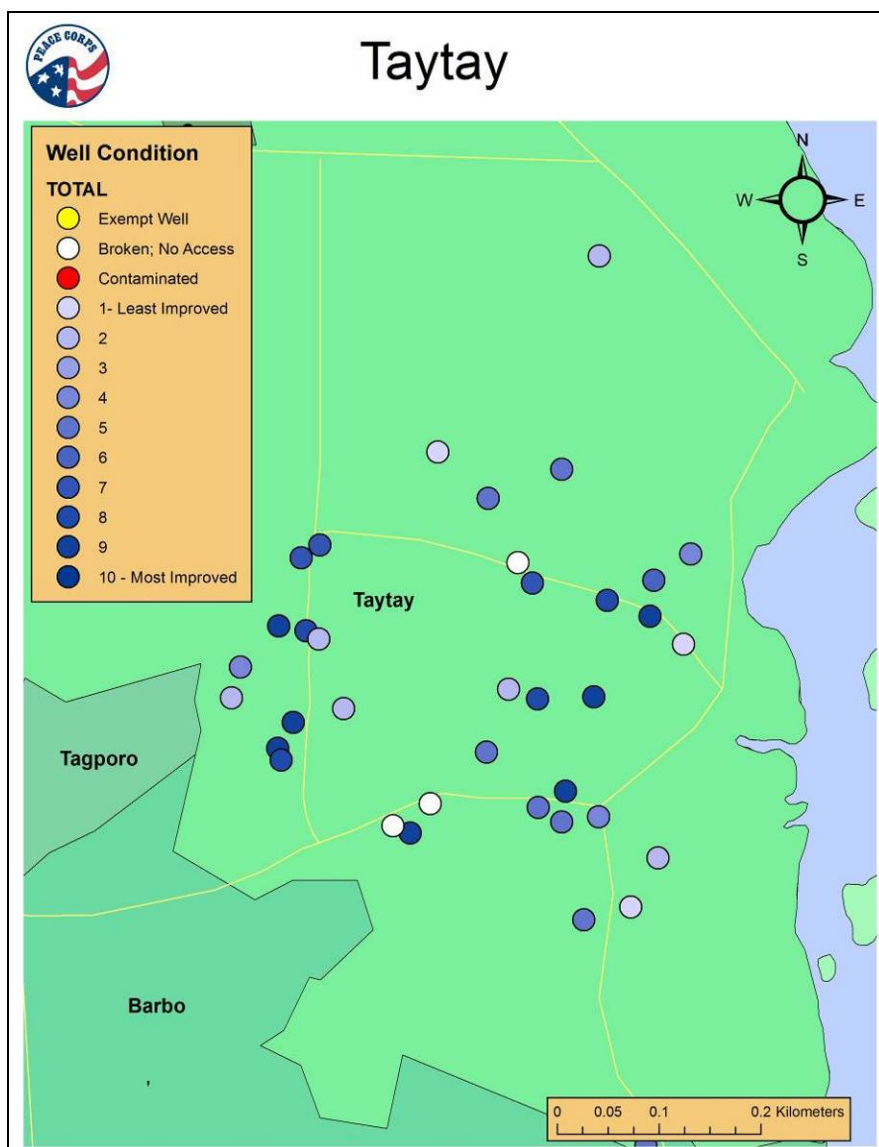 PEACE CORPS
Taytay
Well Condition
TOTAL
Exempt Well
Broken; No Access
Contaminated
1- Least Improved
2
3
4
5
6
7
8
9
10 - Most Improved
N
W
E
S
Taytay
Tagporo
Barbo
0 0.05 0.1 0.2 Kilometers